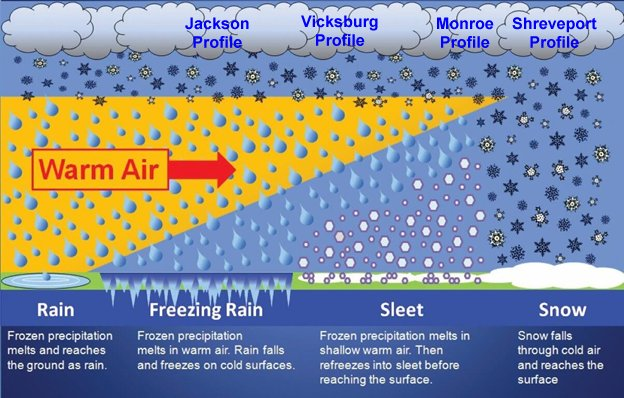 Jackson Profile
Vicksburg Profile
Monroe Profile
Shreveport Profile
Warm Air
Rain
Freezing Rain
Sleet
Snow
Frozen precipitation
melts and reaches
the ground as rain.
Frozen precipitation
melts in warm air. Rain falls
and freezes on cold surfaces.
Frozen precipitation melts in
shallow warm air. Then
refreezes into sleet before
reaching the surface.
Snow falls
through cold air
and reaches the
surface